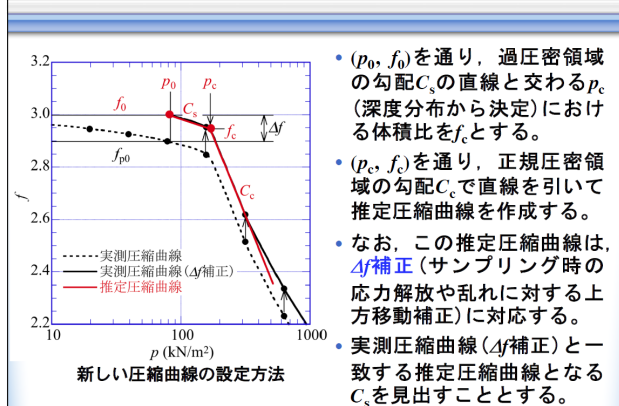 3.2
3.0
2.9
2.6
2.4
2.2
f
p0
pc
f0
Cs
fc
Δf
fp0
Cc
実測圧縮曲線
実測圧縮曲線(Δf補正)
推定圧縮曲線
10 100 1000
p (kN/m²)
新しい圧縮曲線の設定方法
• (p0, f0)を通り，過圧密領域
の勾配Csの直線と交わるpc
(深度分布から決定)におけ
る体積比をfcとする。
• (pc, fc)を通り，正規圧密領
域の勾配Ccで直線を引いて
推定圧縮曲線を作成する。
• なお，この推定圧縮曲線は,
Δf補正(サンプリング時の
応力解放や乱れに対する上
方移動補正)に対応する。
• 実測圧縮曲線(Δf補正)と一
致する推定圧縮曲線となる
Csを見出すこととする。